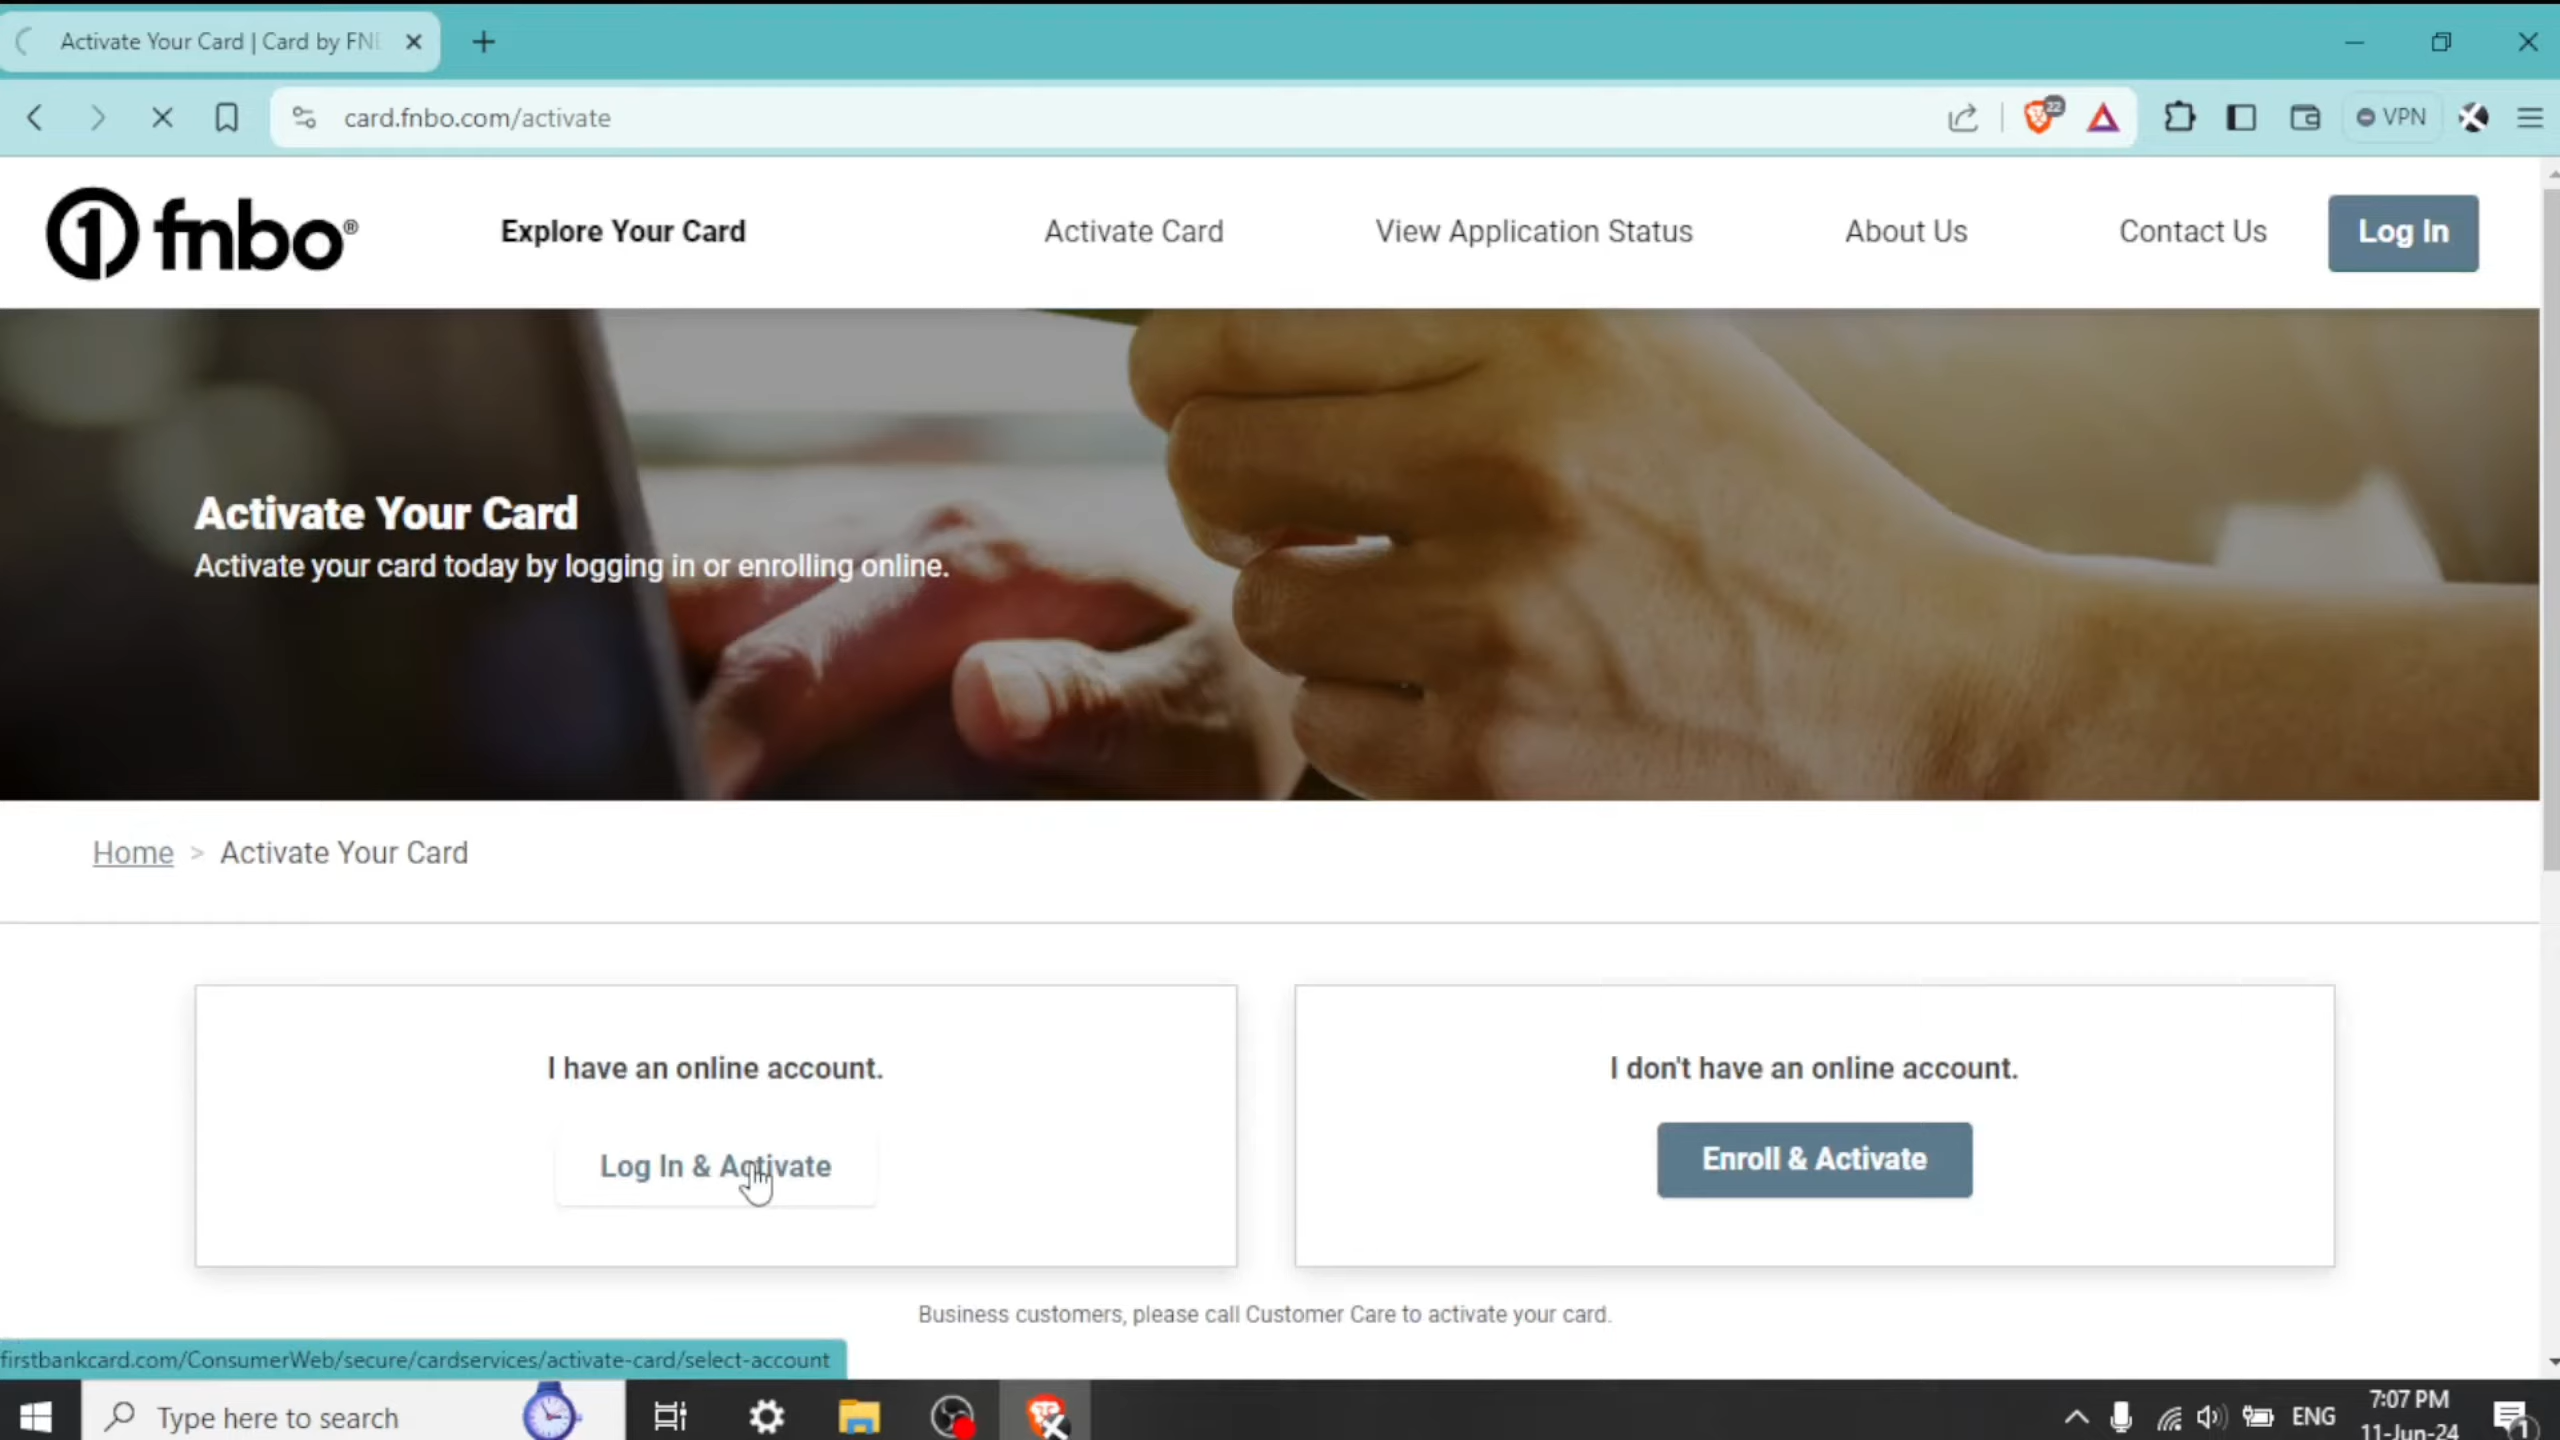 Activate Your Card | Card by FNB
card.fnbo.com/activate
22
VPN
1 fnbo®
Explore Your Card
Activate Card
View Application Status
About Us
Contact Us
Log In
Activate Your Card
Activate your card today by logging in or enrolling online.
Home > Activate Your Card
I have an online account.
Log In & Activate
I don't have an online account.
Enroll & Activate
Business customers, please call Customer Care to activate your card.
firstbankcard.com/ConsumerWeb/secure/cardservices/activate-card/select-account
Type here to search
ENG
7:07 PM
11-Jun-24
1